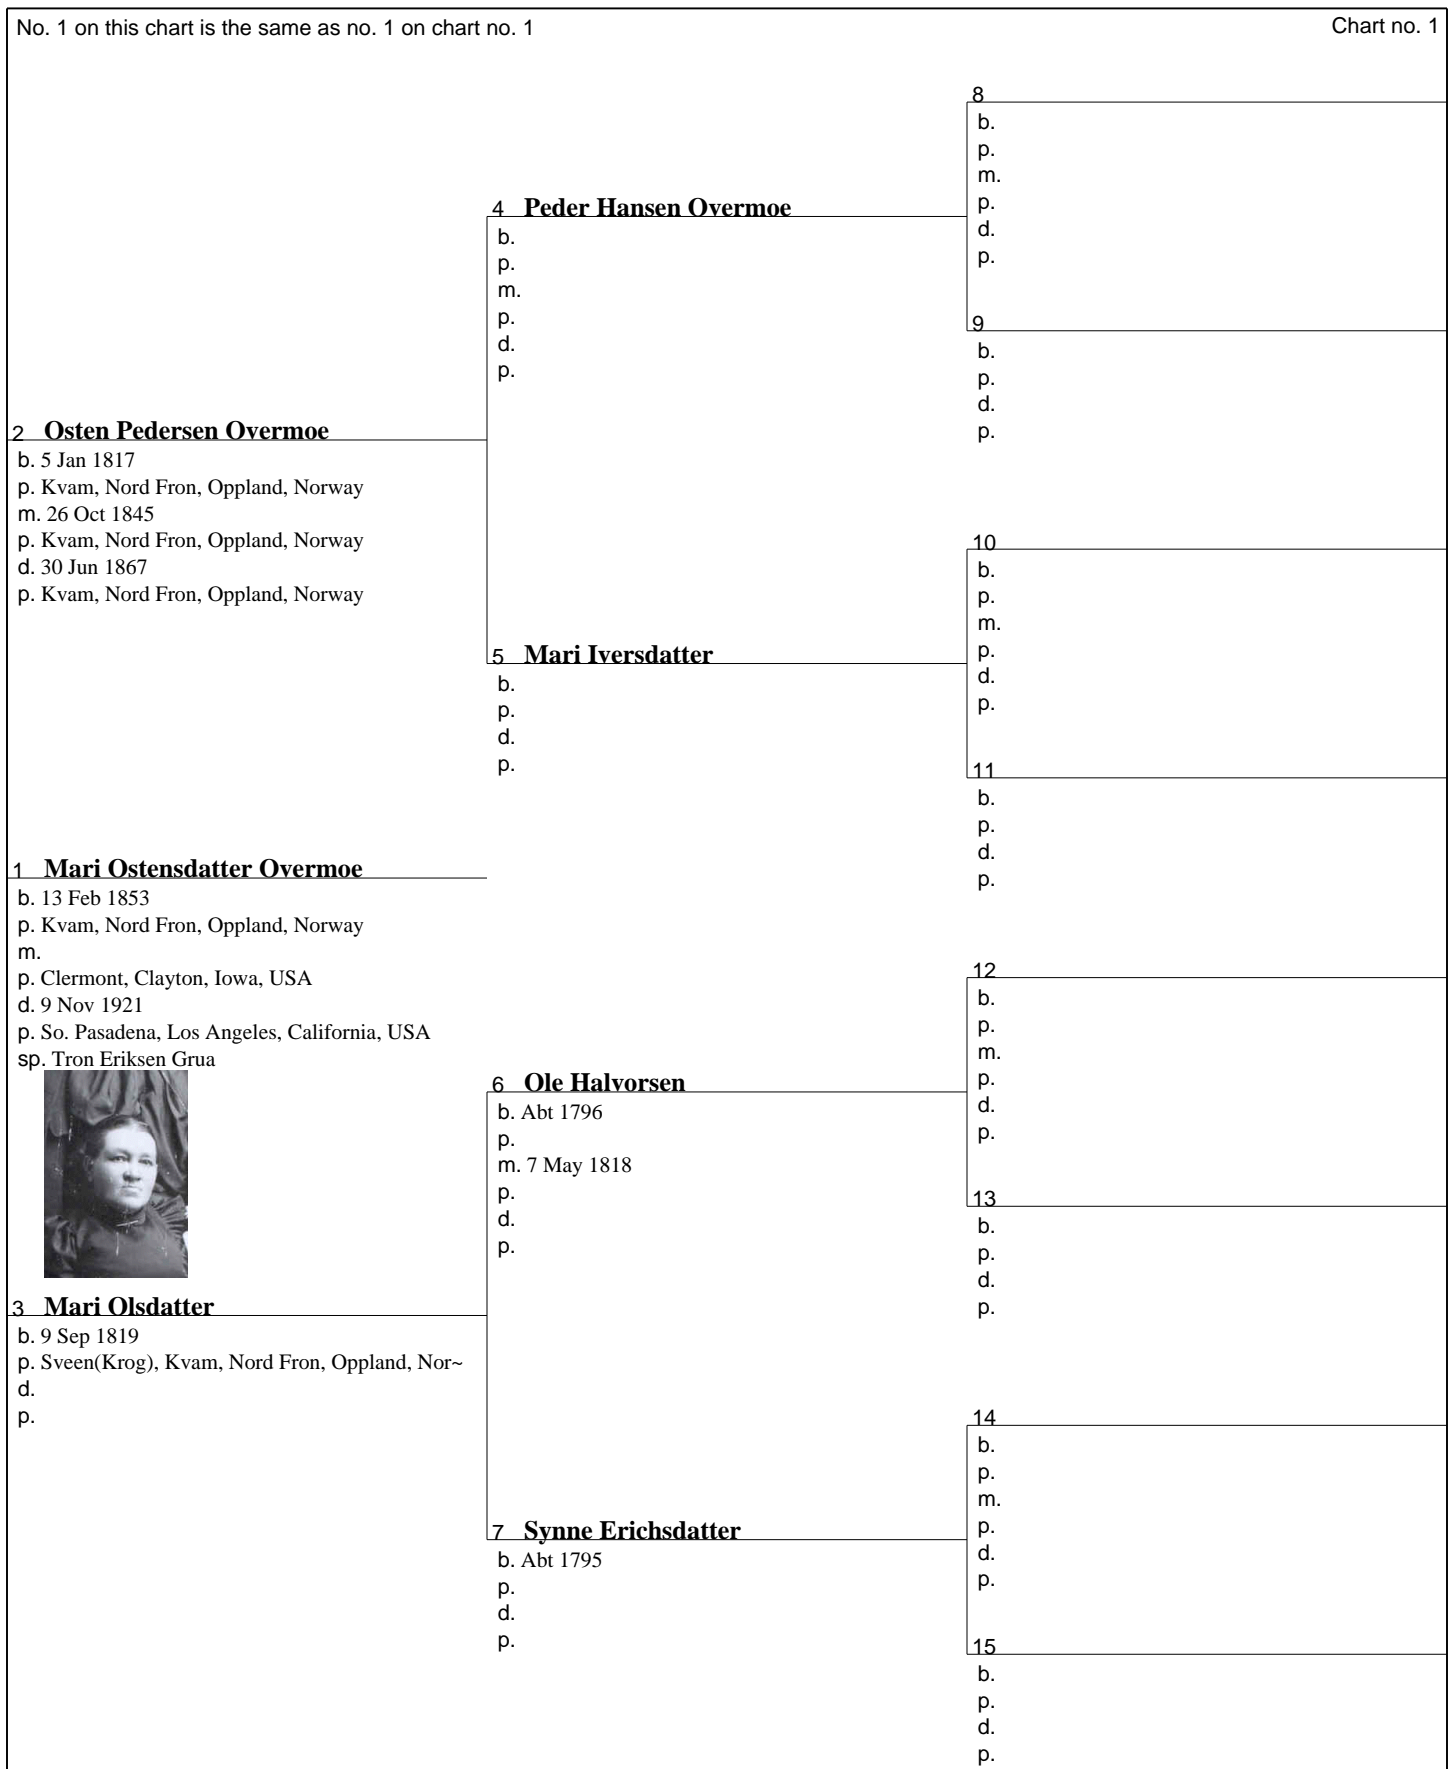 No. 1 on this chart is the same as no. 1 on chart no. 1
Chart no. 1
2 Osten Pedersen Overmoe
b. 5 Jan 1817
p. Kvam, Nord Fron, Oppland, Norway
m. 26 Oct 1845
p. Kvam, Nord Fron, Oppland, Norway
d. 30 Jun 1867
p. Kvam, Nord Fron, Oppland, Norway
1 Mari Ostensdatter Overmoe
b. 13 Feb 1853
p. Kvam, Nord Fron, Oppland, Norway
m.
p. Clermont, Clayton, Iowa, USA
d. 9 Nov 1921
p. So. Pasadena, Los Angeles, California, USA
sp. Tron Eriksen Grua
3 Mari Olsdatter
b. 9 Sep 1819
p. Sveen(Krog), Kvam, Nord Fron, Oppland, Nor~
d.
p.
4 Peder Hansen Overmoe
b.
p.
m.
p.
d.
p.
5 Mari Iversdatter
b.
p.
d.
p.
6 Ole Halvorsen
b. Abt 1796
p.
m. 7 May 1818
p.
d.
p.
7 Synne Erichsdatter
b. Abt 1795
p.
d.
p.
8
b.
p.
m.
p.
d.
p.
9
b.
p.
d.
p.
10
b.
p.
m.
p.
d.
p.
11
b.
p.
d.
p.
12
b.
p.
m.
p.
d.
p.
13
b.
p.
d.
p.
14
b.
p.
m.
p.
d.
p.
15
b.
p.
d.
p.